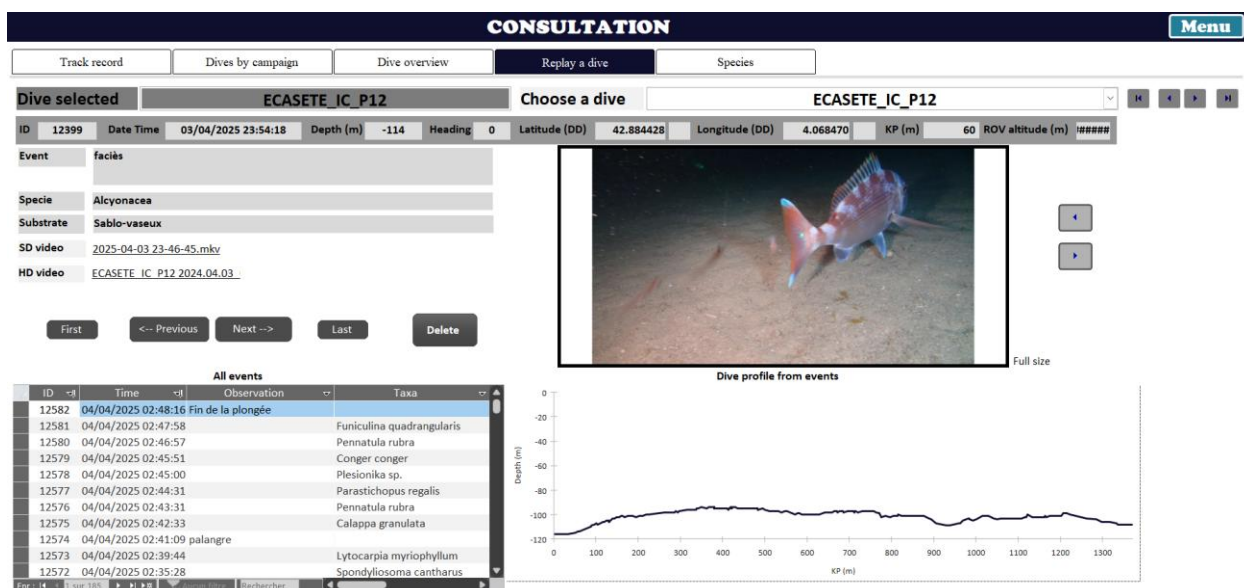 CONSULTATION
Menu
Track record
Dives by campaign
Dive overview
Replay a dive
Species
Dive selected ECASETE_IC_P12
Choose a dive ECASETE_IC_P12
ID 12399 Date Time 03/04/2025 23:54:18 Depth (m) -114 Heading 0 Latitude (DD) 42.884428 Longitude (DD) 4.068470 KP (m) 60 ROV altitude (m) ######
Event faciès
Specie Alcyonacea
Substrate Sablo-vaseux
SD video 2025-04-03 23-46-45.mkv
HD video ECASETE_IC_P12 2024.04.03
First
<-- Previous
Next -->
Last
Delete
Full size
All events
ID Time Observation Taxa
12582 04/04/2025 02:48:16 Fin de la plongée
12581 04/04/2025 02:47:58 Funiculina quadrangularis
12580 04/04/2025 02:46:57 Pennatula rubra
12579 04/04/2025 02:45:51 Conger conger
12578 04/04/2025 02:45:00 Plesionika sp.
12577 04/04/2025 02:44:31 Parastichopus regalis
12576 04/04/2025 02:43:31 Pennatula rubra
12575 04/04/2025 02:42:33 Calappa granulata
12574 04/04/2025 02:41:09 palangre
12573 04/04/2025 02:39:44 Lytocarpia myriophyllum
12572 04/04/2025 02:35:28 Spondyliosoma cantharus
Enr : 1 sur 185 Aucun filtre Rechercher
Dive profile from events
Depth (m)
0
-20
-40
-60
-80
-100
-120
0 100 200 300 400 500 600 700 800 900 1000 1100 1200 1300
KP (m)